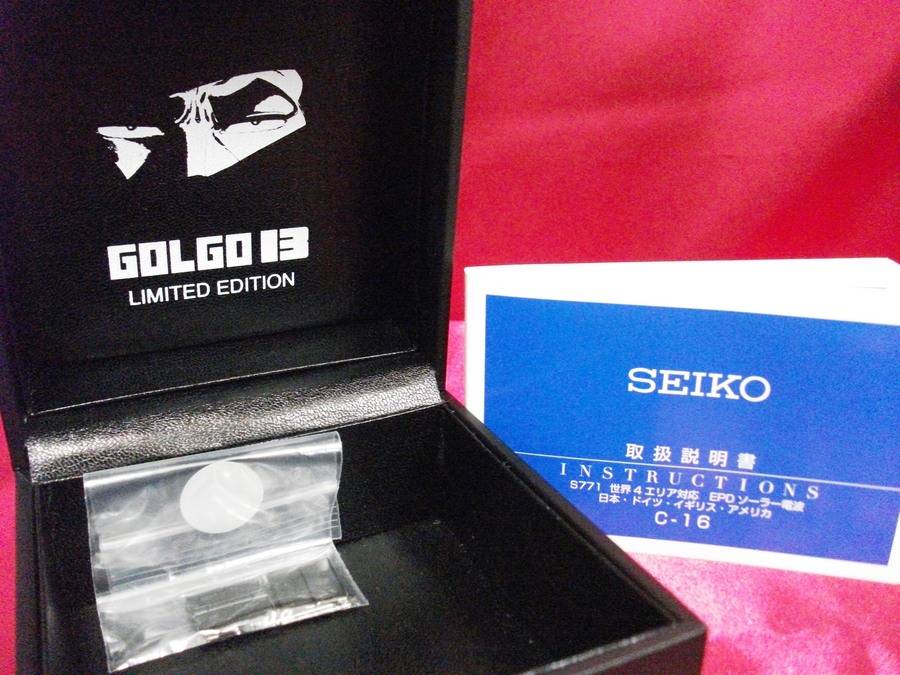 GOLGO 13
LIMITED EDITION
SEIKO
取扱説明書
INSTRUCTIONS
S771 世界4エリア対応 EPDソーラー電波
日本・ドイツ・イギリス・アメリカ
C-16